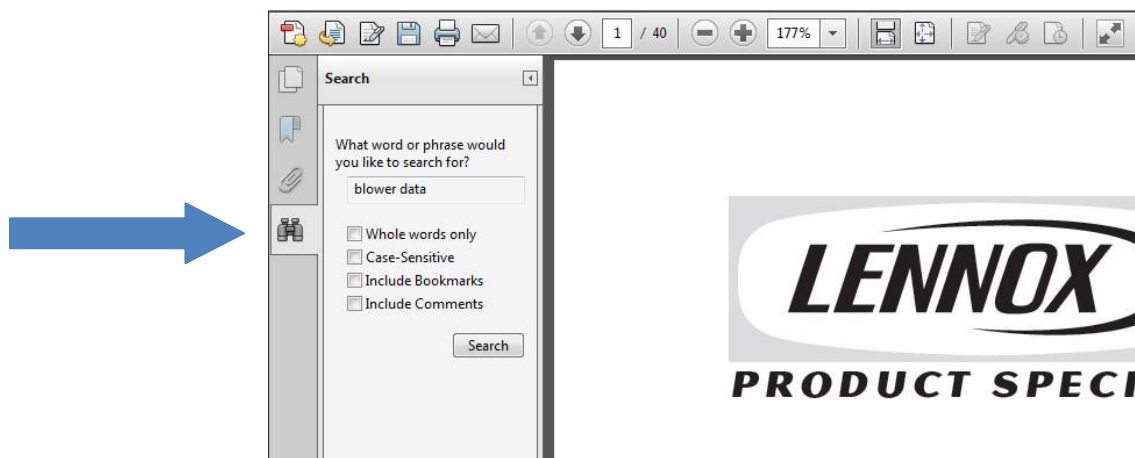 1 / 40 177%
Search
What word or phrase would
you like to search for?
blower data
Whole words only
Case-Sensitive
Include Bookmarks
Include Comments
Search
LENNOX
PRODUCT SPECI